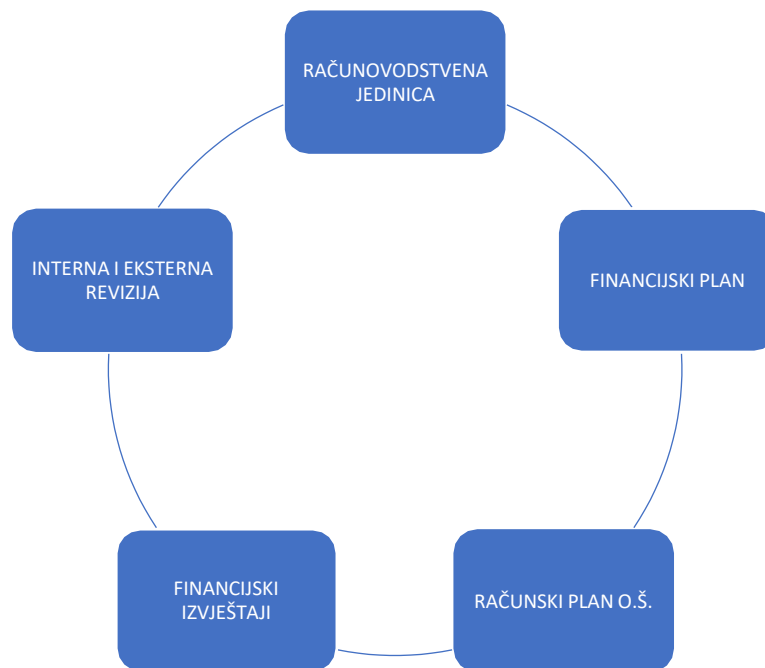 RAČUNOVODSTVENA
JEDINICA
FINANCIJSKI PLAN
RAČUNSKI PLAN O.Š.
FINANCIJSKI
IZVJEŠTAJI
INTERNA I EKSTERNA
REVIZIJA